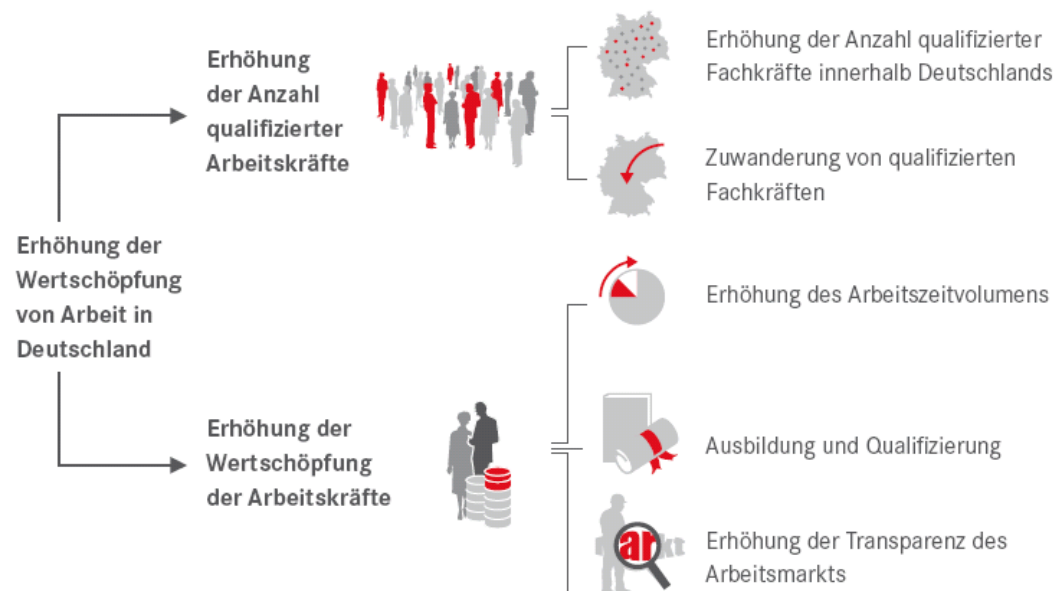 Erhöhung
der Anzahl
qualifizierter
Arbeitskräfte
Erhöhung der Anzahl qualifizierter
Fachkräfte innerhalb Deutschlands
Zuwanderung von qualifizierten
Fachkräften
Erhöhung der
Wertschöpfung
von Arbeit in
Deutschland
Erhöhung des Arbeitszeitvolumens
Erhöhung der
Wertschöpfung
der Arbeitskräfte
Ausbildung und Qualifizierung
ar
Erhöhung der Transparenz des
Arbeitsmarkts